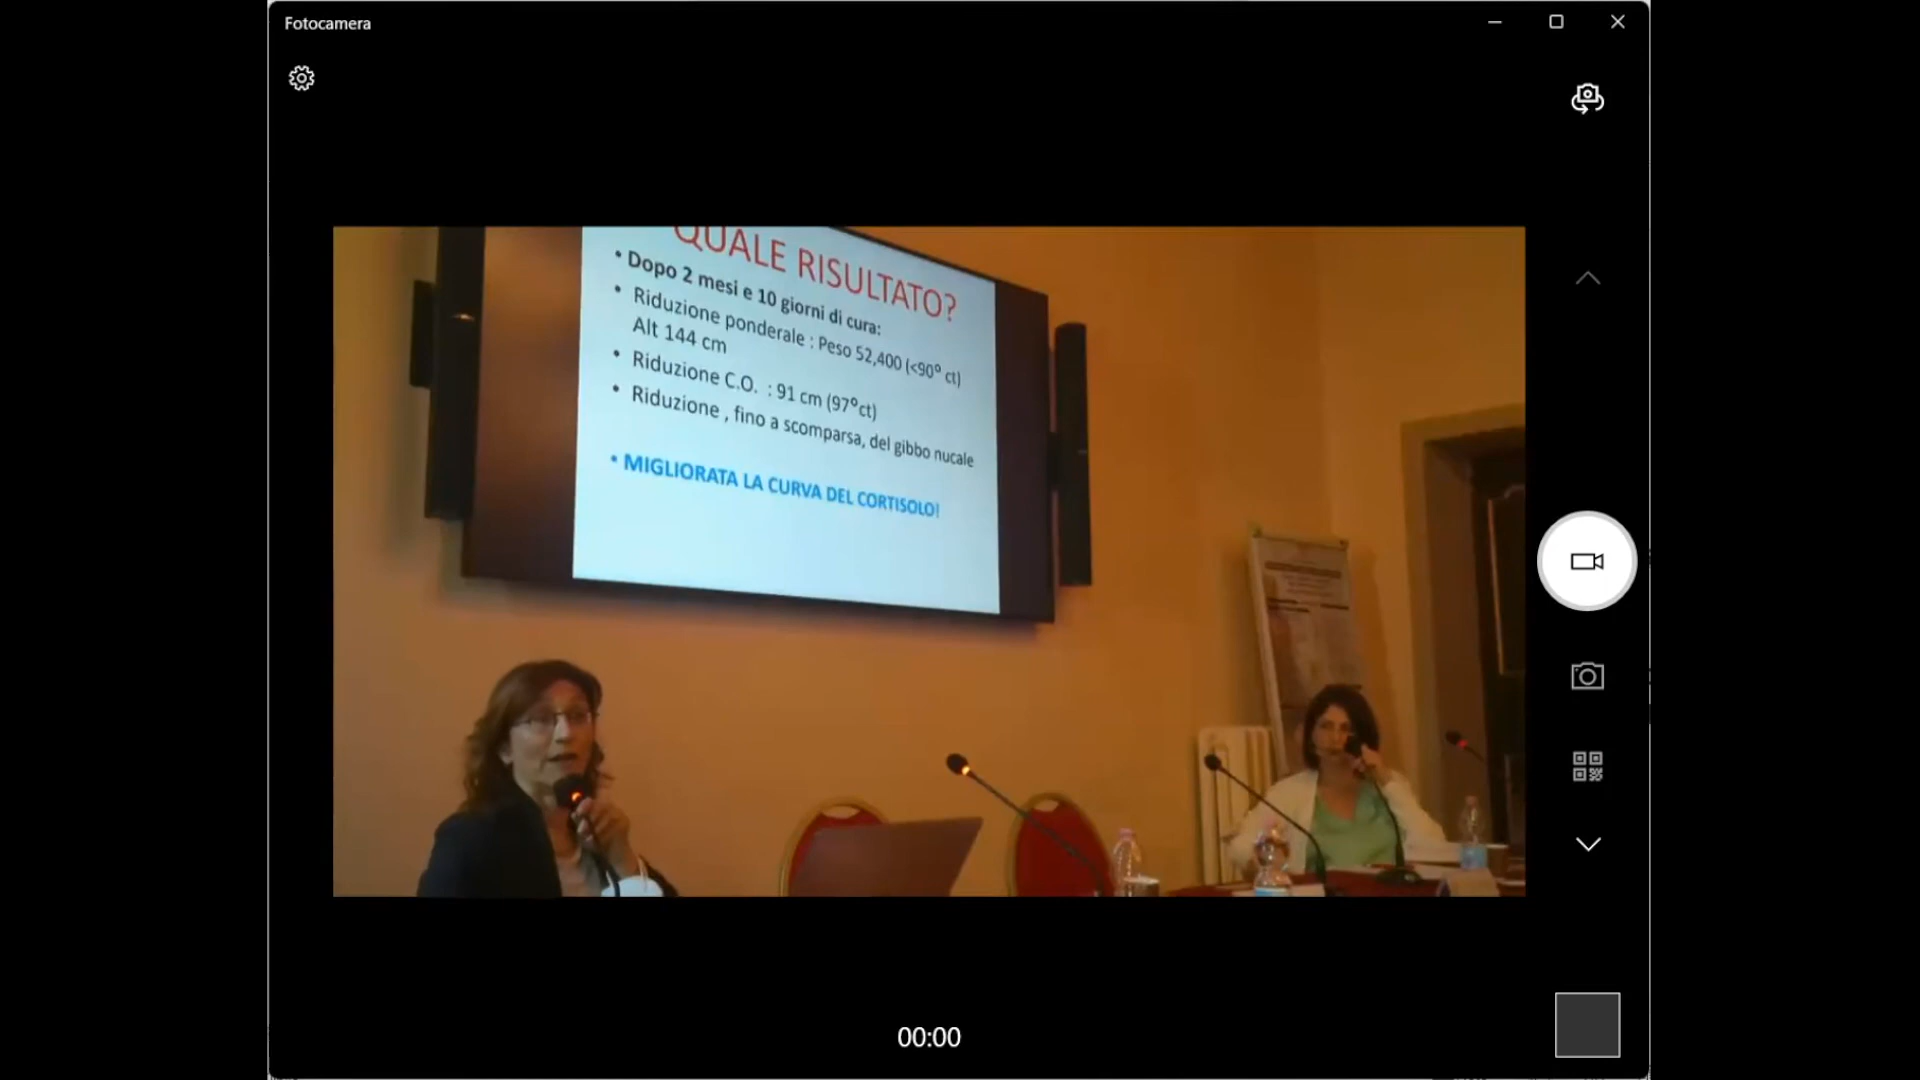 Fotocamera
QUALE RISULTATO?
• Dopo 2 mesi e 10 giorni di cura:
• Riduzione ponderale : Peso 52,400 (<90° ct)
Alt 144 cm
• Riduzione C.O. : 91 cm (97°ct)
• Riduzione , fino a scomparsa, del gibbo nucale
• MIGLIORATA LA CURVA DEL CORTISOLO!
00:00